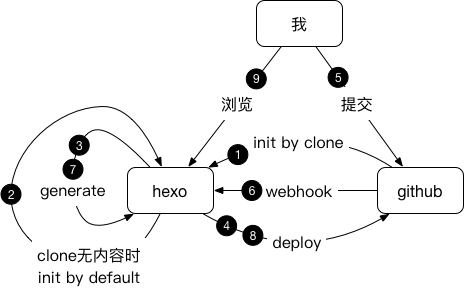 我
9
5
浏览
提交
1
init by clone
3
7
2
generate
hexo
6
webhook
github
4
8
deploy
clone无内容时
init by default